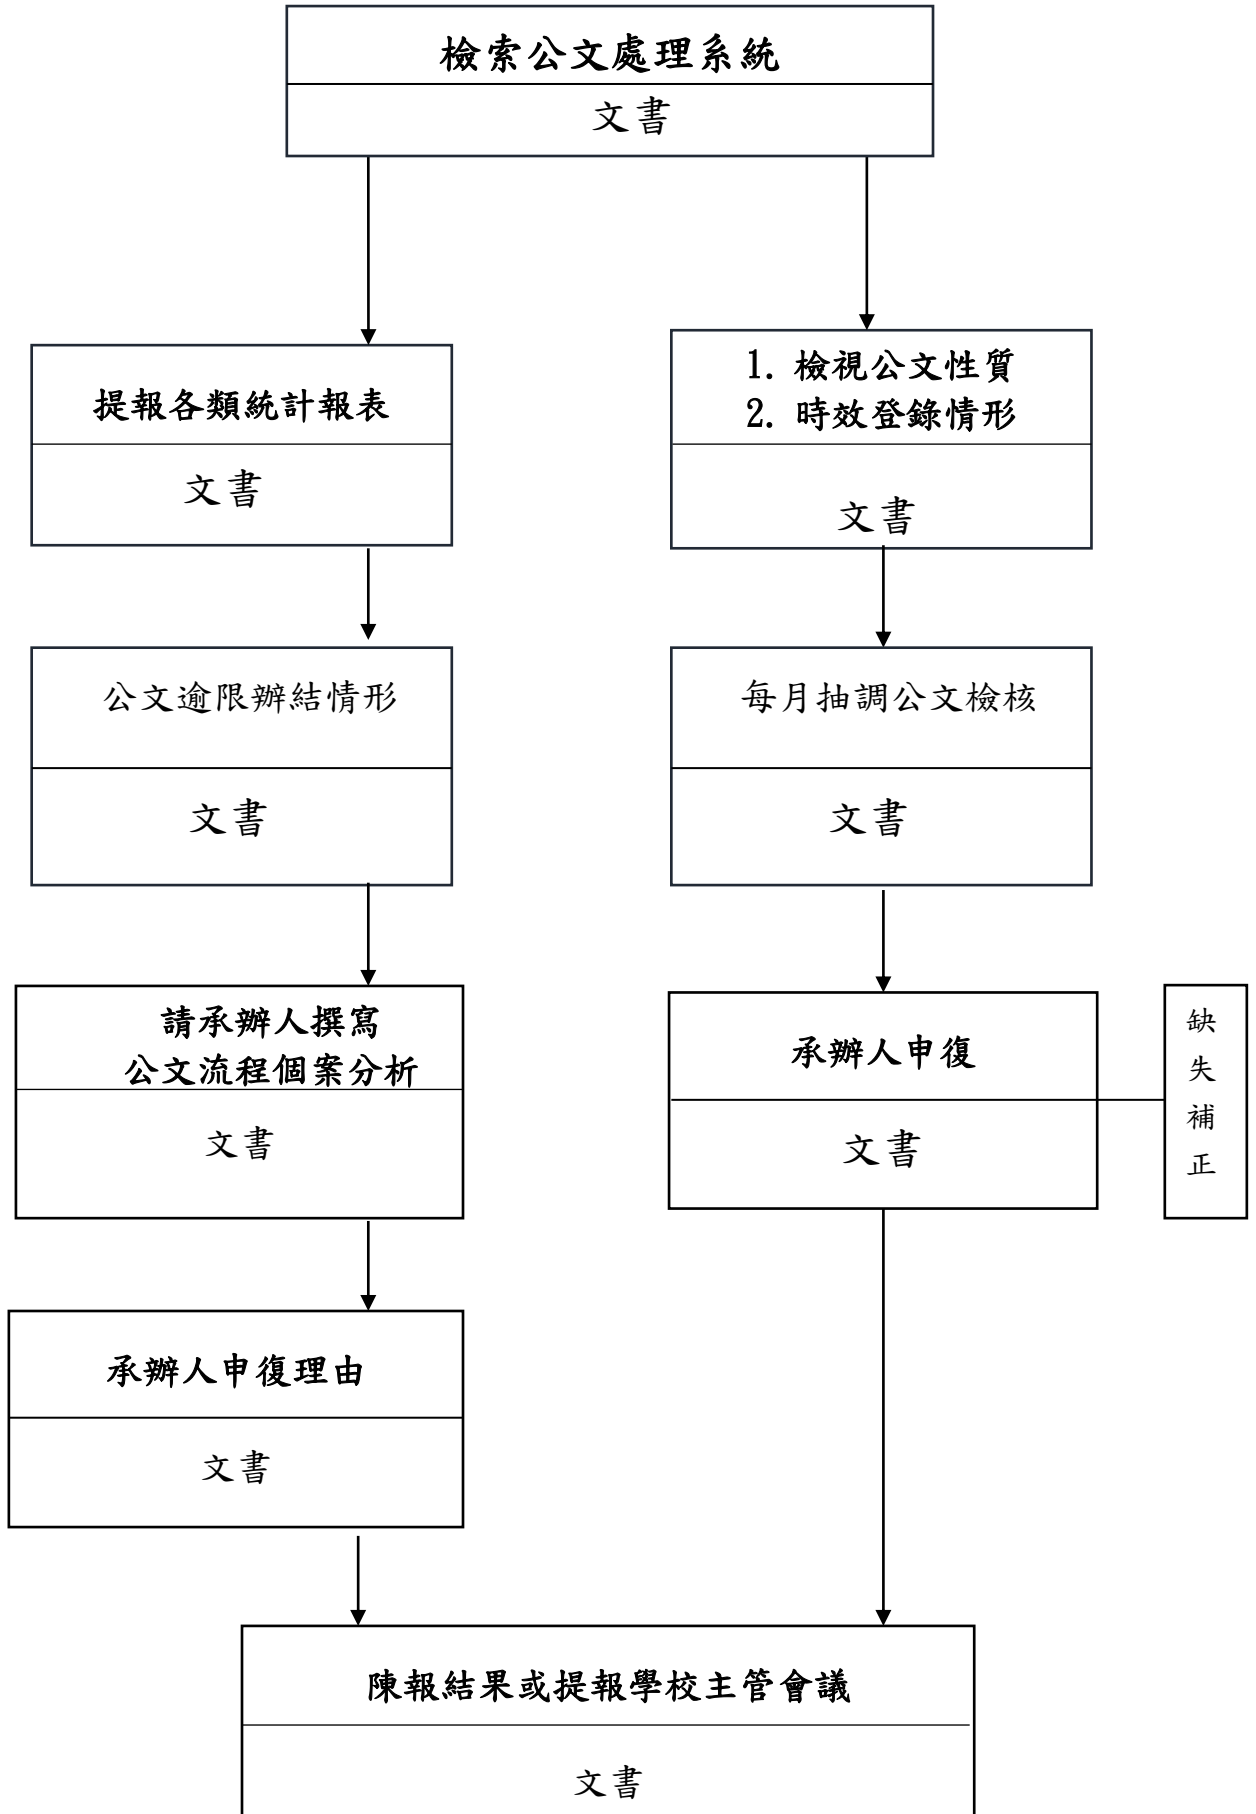 檢索公文處理系統
文書
提報各類統計報表
文書
1. 檢視公文性質
2. 時效登錄情形
文書
公文逾限辦結情形
文書
每月抽調公文檢核
文書
請承辦人撰寫
公文流程個案分析
文書
承辦人申復
文書
缺
失
補
正
承辦人申復理由
文書
陳報結果或提報學校主管會議
文書